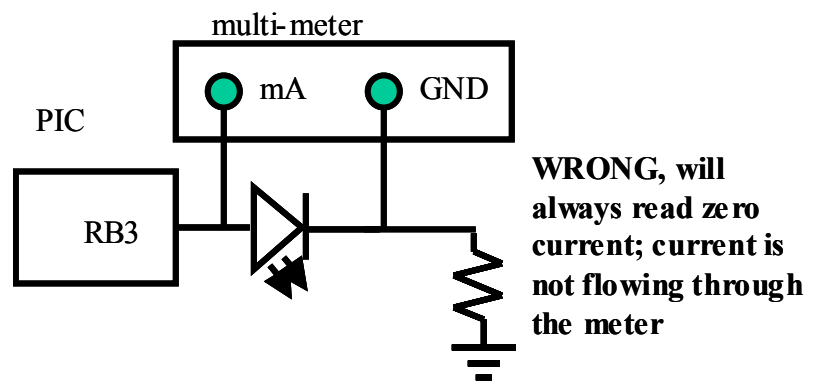 multi-meter
mA GND
PIC
RB3
WRONG, will
always read zero
current; current is
not flowing through
the meter